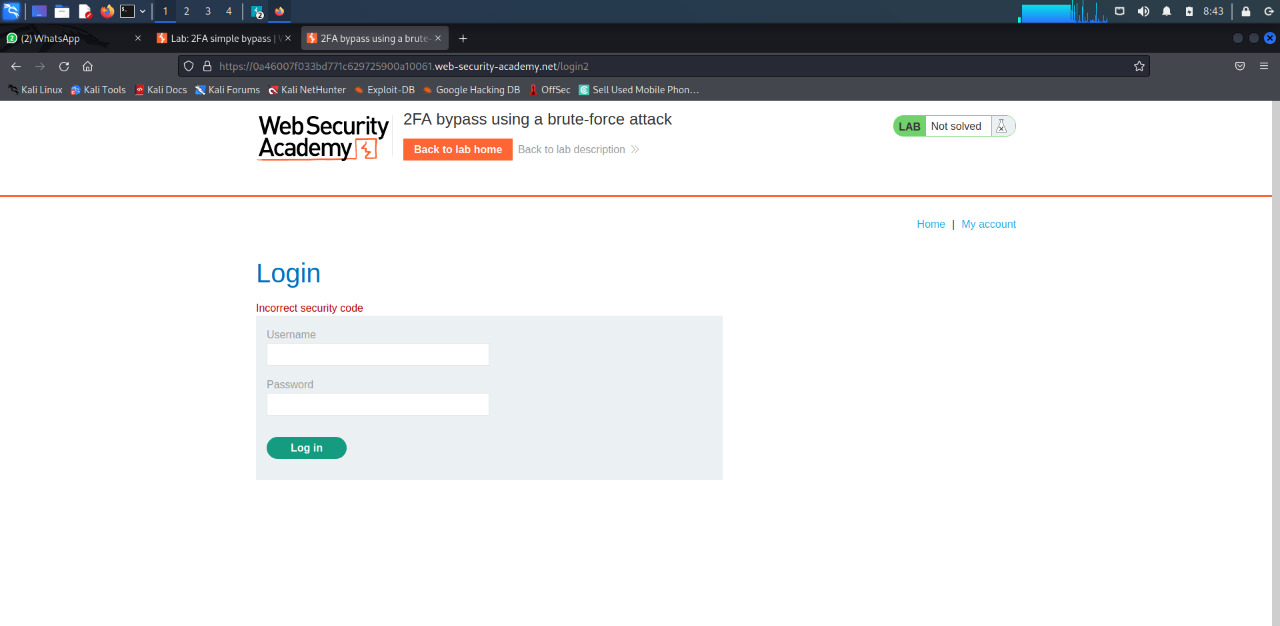 1 2 3 4 2 8:43
2 (2) WhatsApp × Lab: 2FA simple bypass | × 2FA bypass using a brute- × +
https://0a46007f033bd771c629725900a10061.web-security-academy.net/login2
Kali Linux Kali Tools Kali Docs Kali Forums Kali NetHunter Exploit-DB Google Hacking DB OffSec Sell Used Mobile Phon...
WebSecurity
Academy
2FA bypass using a brute-force attack
Back to lab home Back to lab description
LAB Not solved
Home | My account
Login
Incorrect security code
Username
Password
Log in